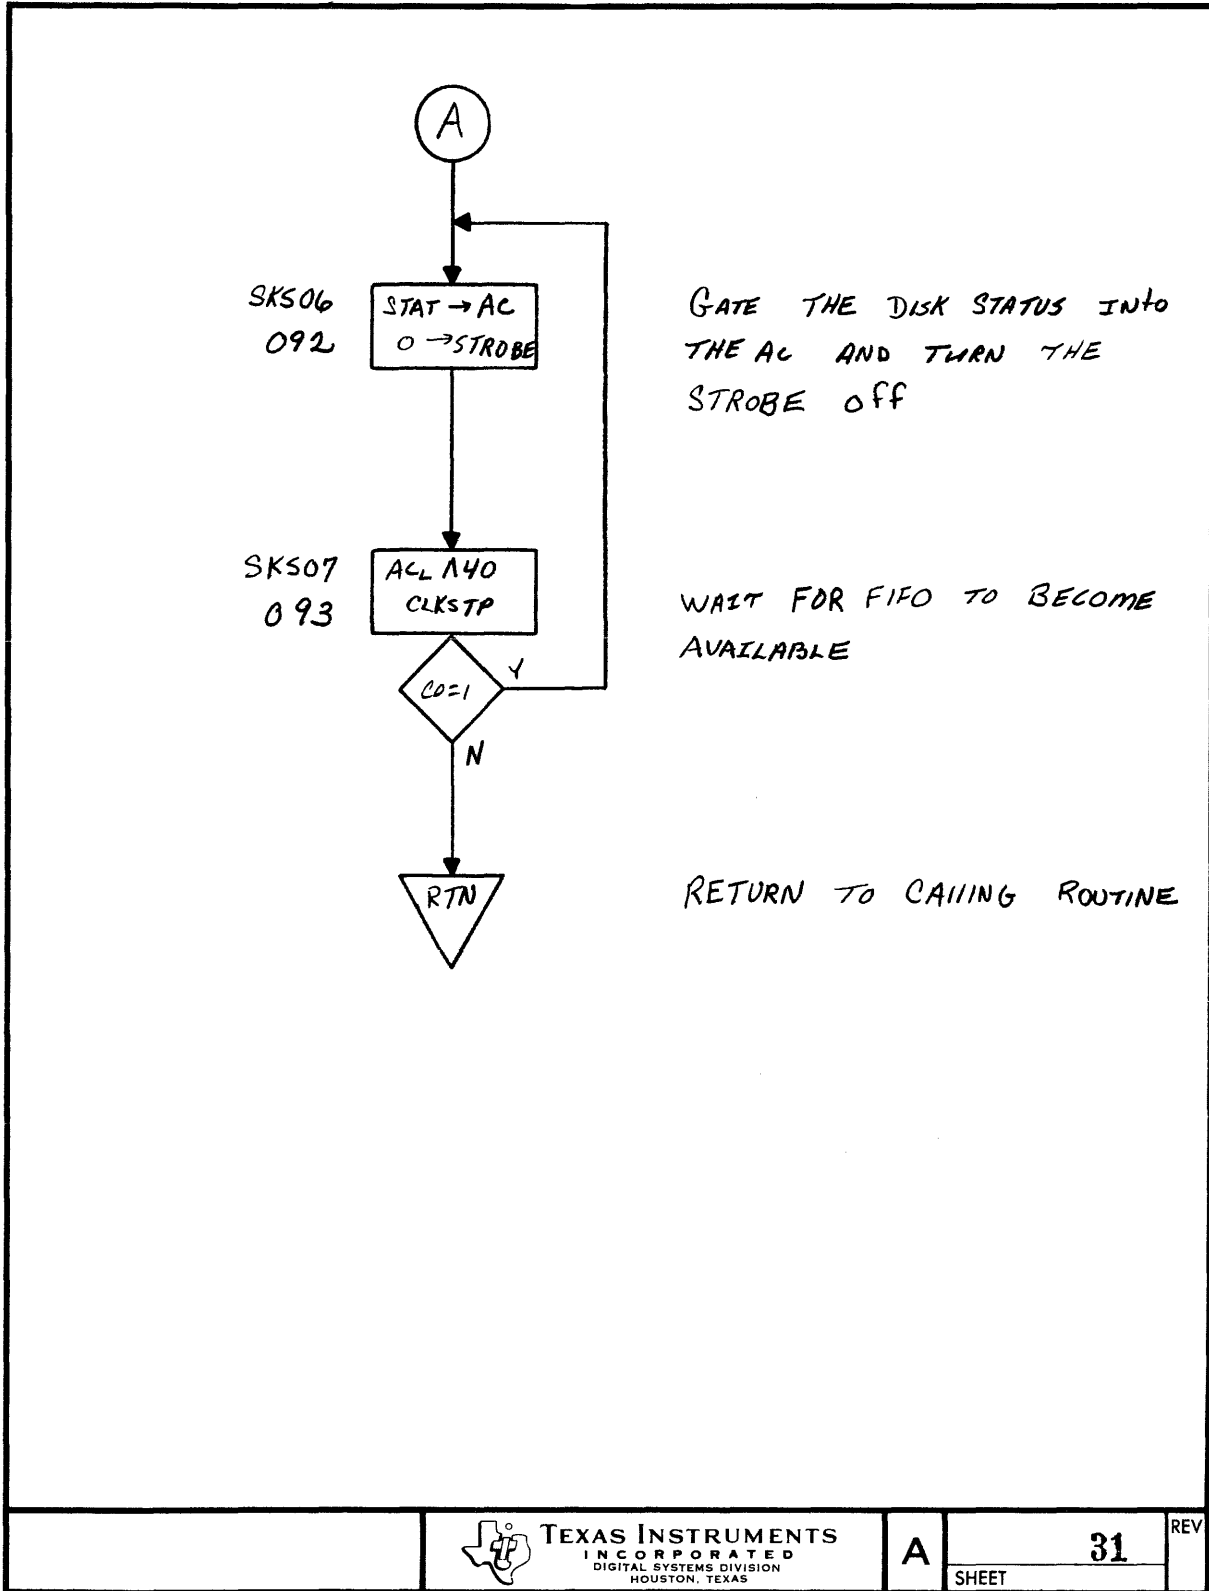 A
SKS06
092
STAT → AC
0 → STROBE
GATE THE DISK STATUS INto
THE AC AND TURN THE
STROBE off
SKS07
093
ACL Λ40
CLKSTP
WAIT FOR FIFO TO BECOME
AVAILABLE
C0=1
Y
N
RTN
RETURN TO CAllING ROUTINE
TEXAS INSTRUMENTS
INCORPORATED
DIGITAL SYSTEMS DIVISION
HOUSTON, TEXAS
A
31
SHEET
REV